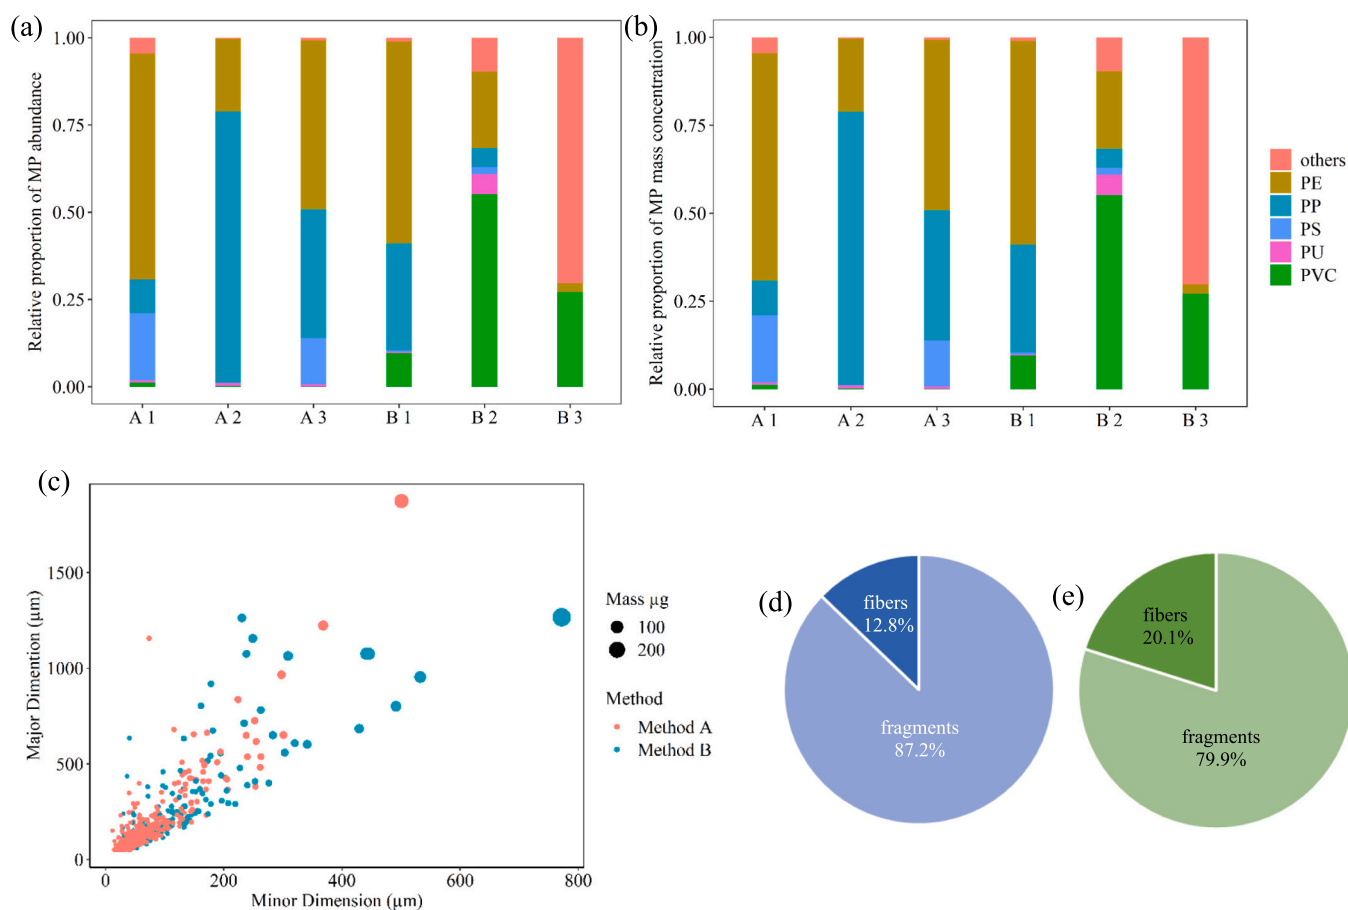 (a)
Relative proportion of MP abundance
1.00
0.75
0.50
0.25
0.00
A 1 A 2 A 3 B 1 B 2 B 3
(b)
Relative proportion of MP mass concentration
1.00
0.75
0.50
0.25
0.00
A 1 A 2 A 3 B 1 B 2 B 3
others
PE
PP
PS
PU
PVC
(c)
Major Dimention (μm)
1500
1000
500
0
0 200 400 600 800
Minor Dimension (μm)
Mass μg
100
200
Method
Method A
Method B
(d)
fibers
12.8%
fragments
87.2%
(e)
fibers
20.1%
fragments
79.9%